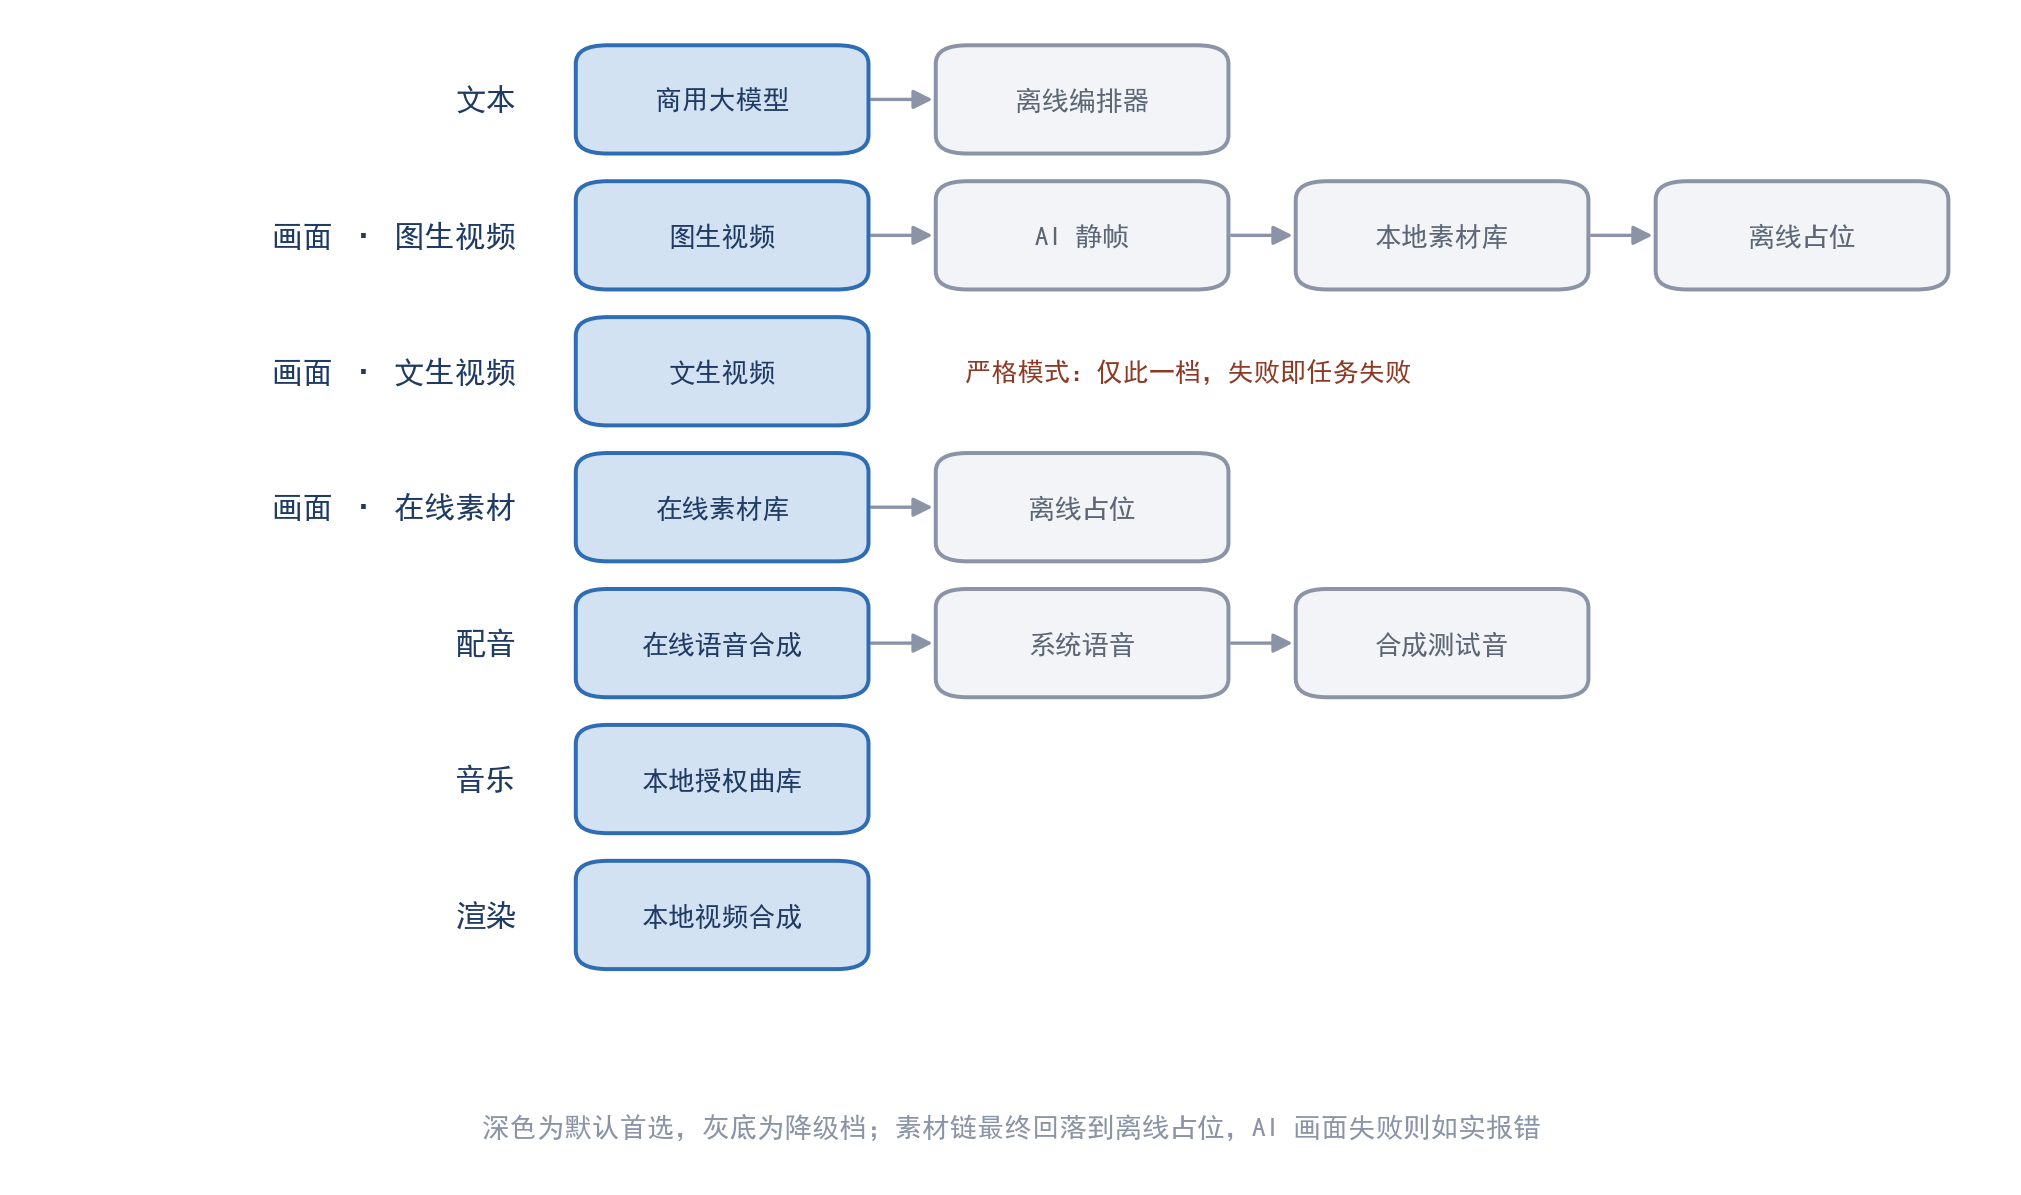 文本 商用大模型 离线编排器
画面 · 图生视频 图生视频 AI 静帧 本地素材库 离线占位
画面 · 文生视频 文生视频 严格模式：仅此一档，失败即任务失败
画面 · 在线素材 在线素材库 离线占位
配音 在线语音合成 系统语音 合成测试音
音乐 本地授权曲库
渲染 本地视频合成
深色为默认首选，灰底为降级档；素材链最终回落到离线占位，AI 画面失败则如实报错